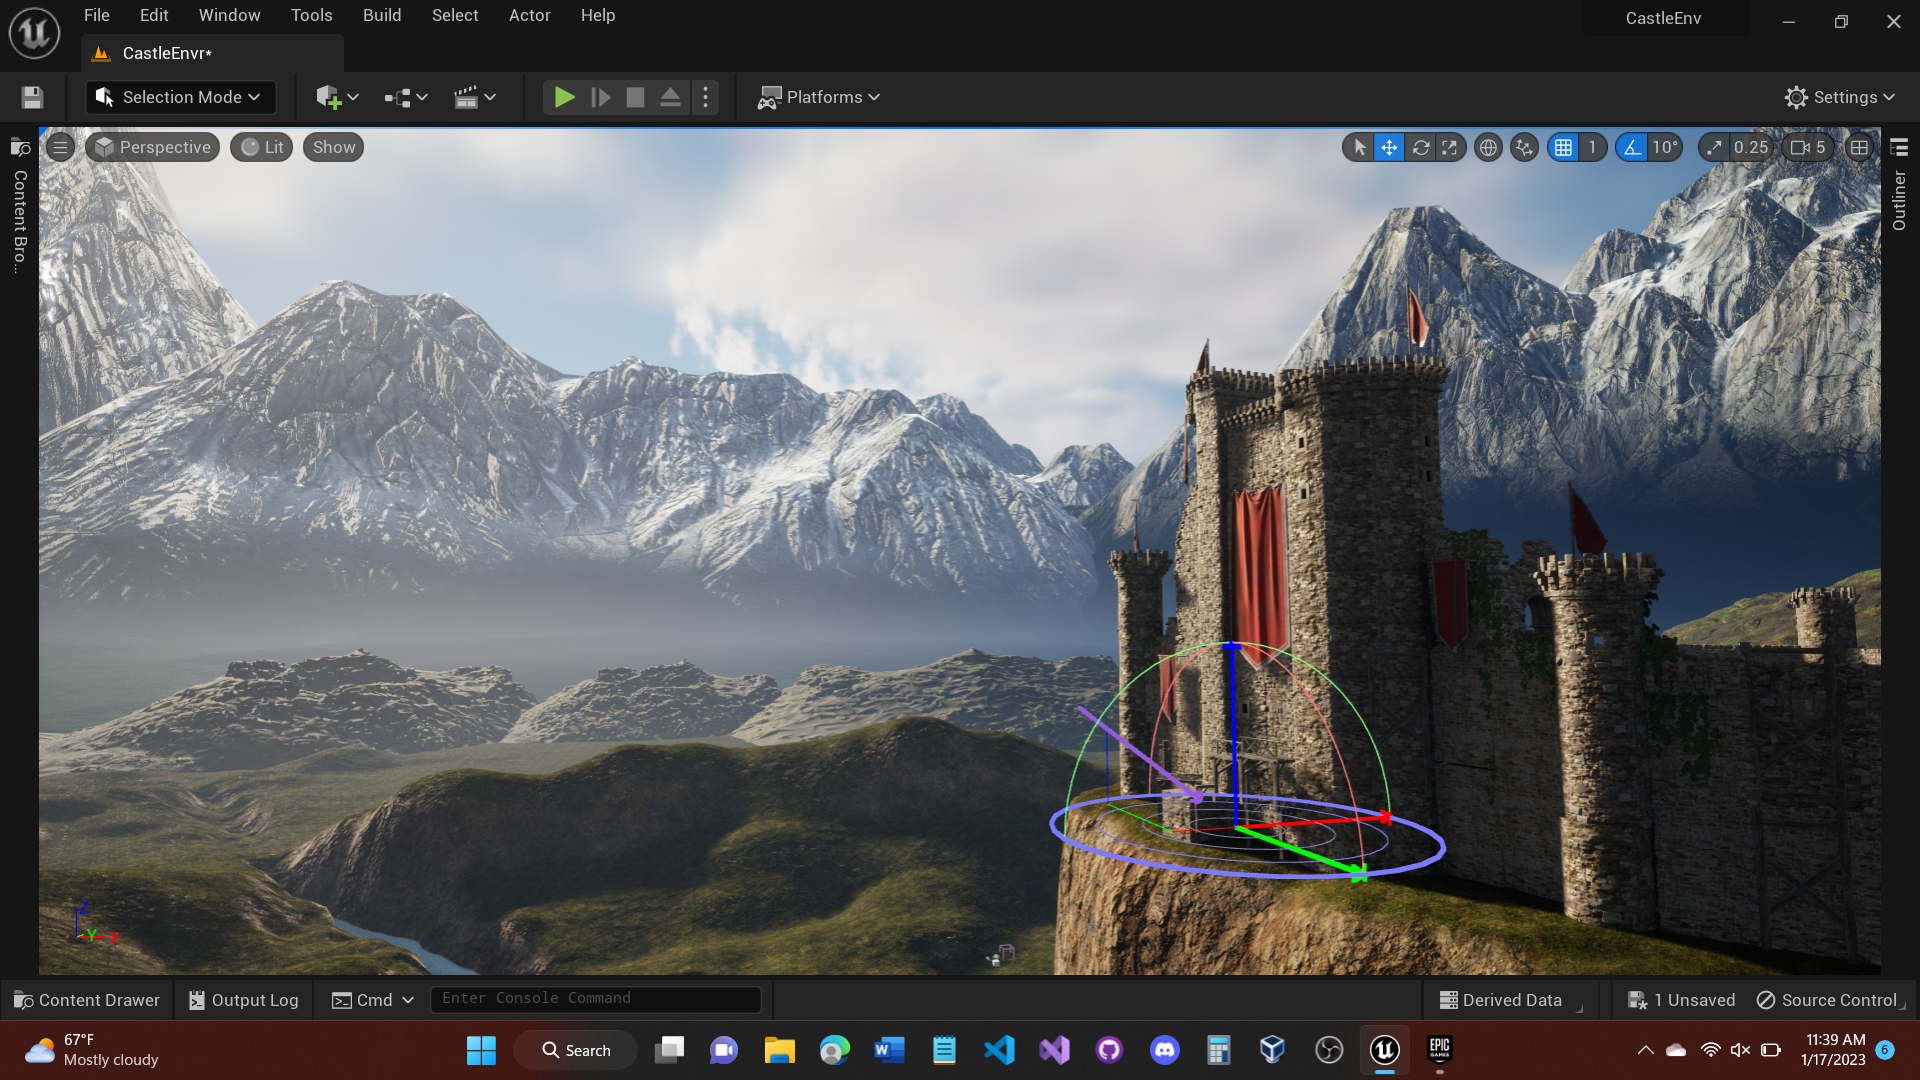 File Edit Window Tools Build Select Actor Help
CastleEnv
CastleEnvr*
Selection Mode
Platforms
Settings
Perspective Lit Show
1 10° 0.25 5
Content Bro...
Outliner
Z
Y X
Content Drawer Output Log Cmd Enter Console Command Derived Data 1 Unsaved Source Control
67°F
Mostly cloudy
Search
W
EPIC
GAMES
11:39 AM
1/17/2023
6